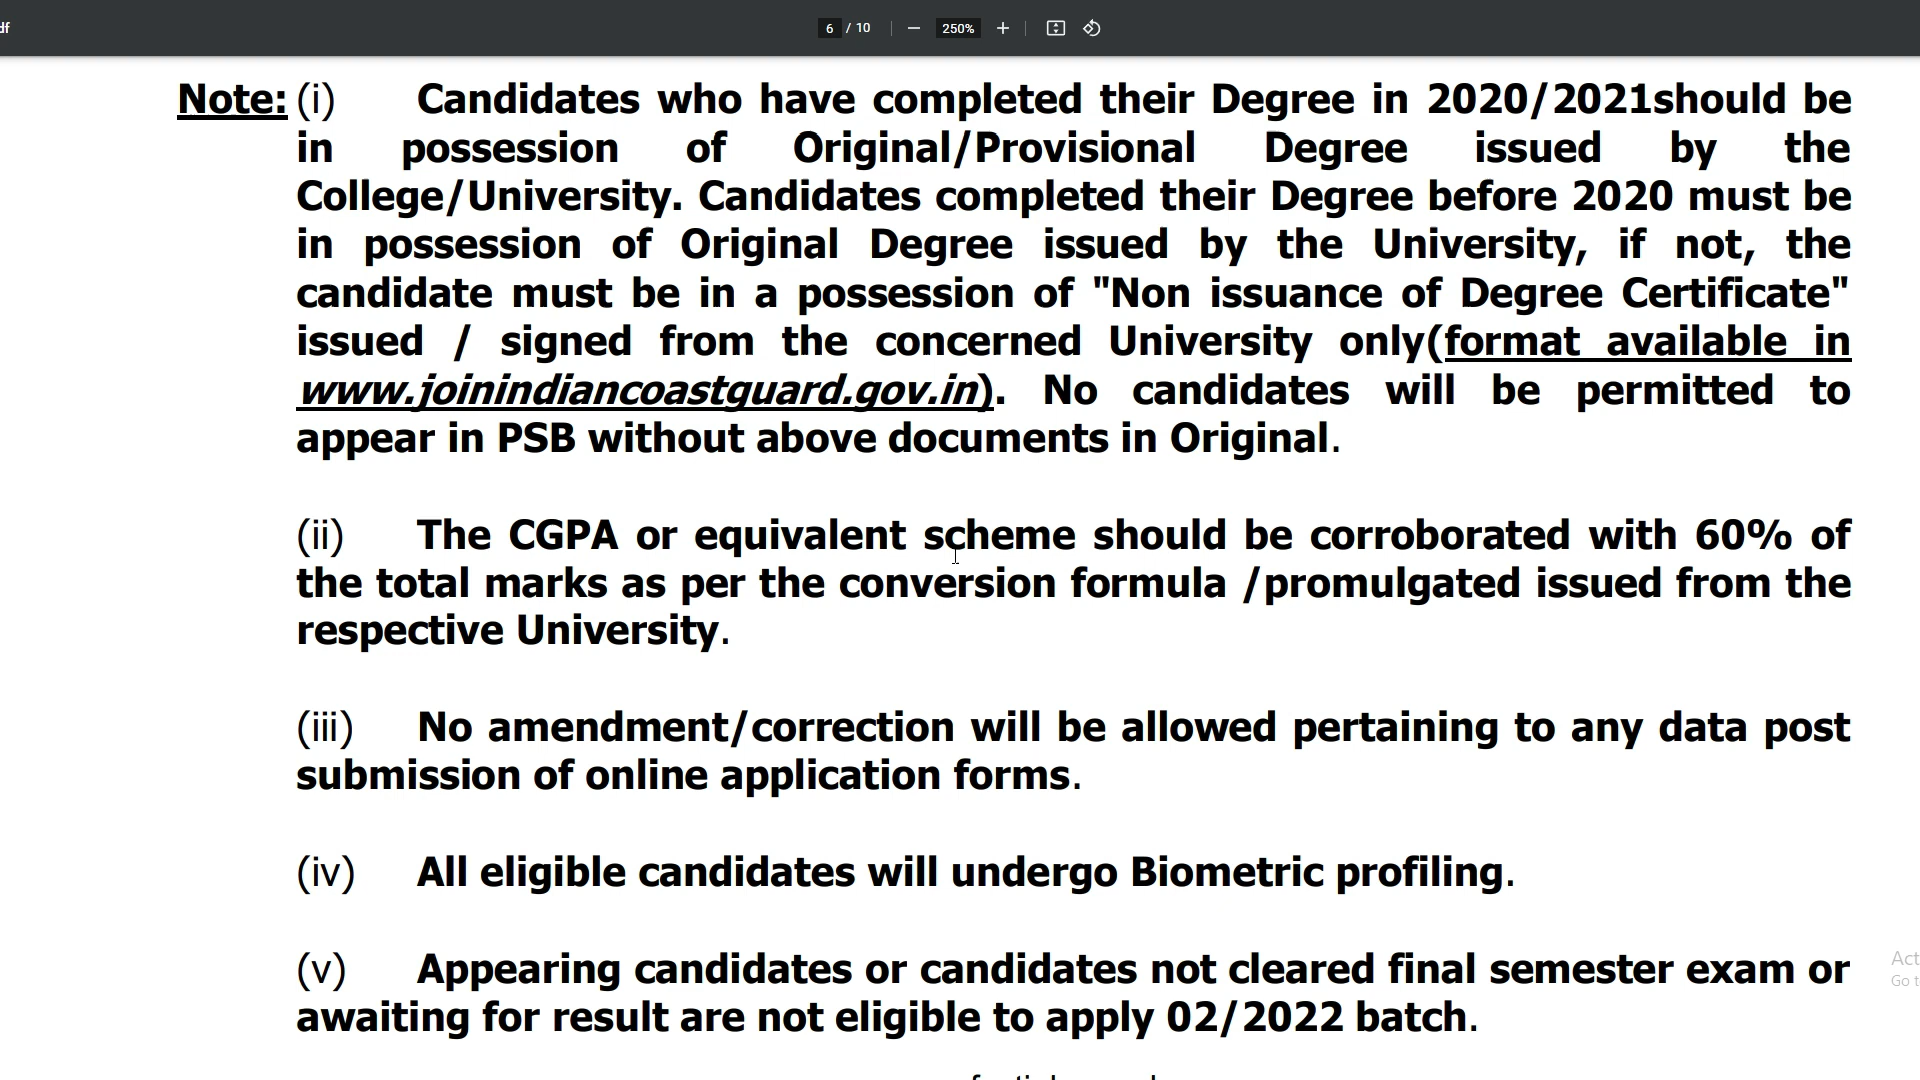 df
6 / 10
250%
Note: (i) Candidates who have completed their Degree in 2020/2021should be
in possession of Original/Provisional Degree issued by the
College/University. Candidates completed their Degree before 2020 must be
in possession of Original Degree issued by the University, if not, the
candidate must be in a possession of "Non issuance of Degree Certificate"
issued / signed from the concerned University only(format available in
www.joinindiancoastguard.gov.in). No candidates will be permitted to
appear in PSB without above documents in Original.
(ii) The CGPA or equivalent scheme should be corroborated with 60% of
the total marks as per the conversion formula /promulgated issued from the
respective University.
(iii) No amendment/correction will be allowed pertaining to any data post
submission of online application forms.
(iv) All eligible candidates will undergo Biometric profiling.
(v) Appearing candidates or candidates not cleared final semester exam or
awaiting for result are not eligible to apply 02/2022 batch.
Act
Go t